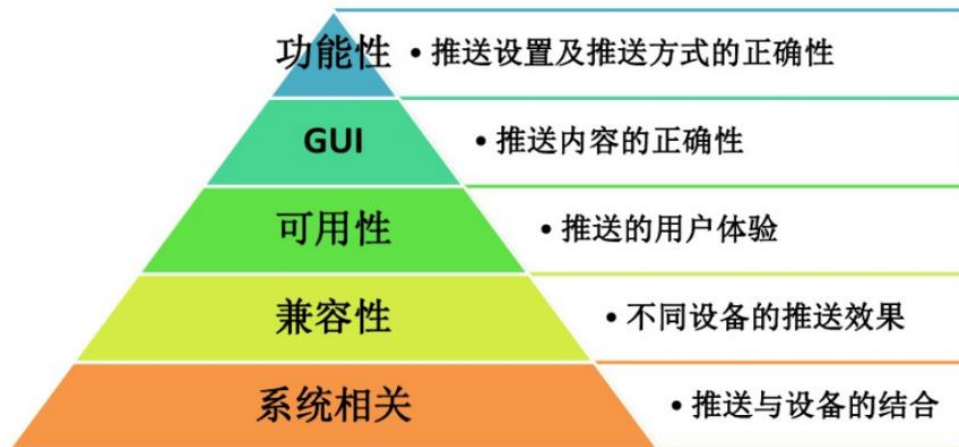 功能性 • 推送设置及推送方式的正确性
GUI • 推送内容的正确性
可用性 • 推送的用户体验
兼容性 • 不同设备的推送效果
系统相关 • 推送与设备的结合